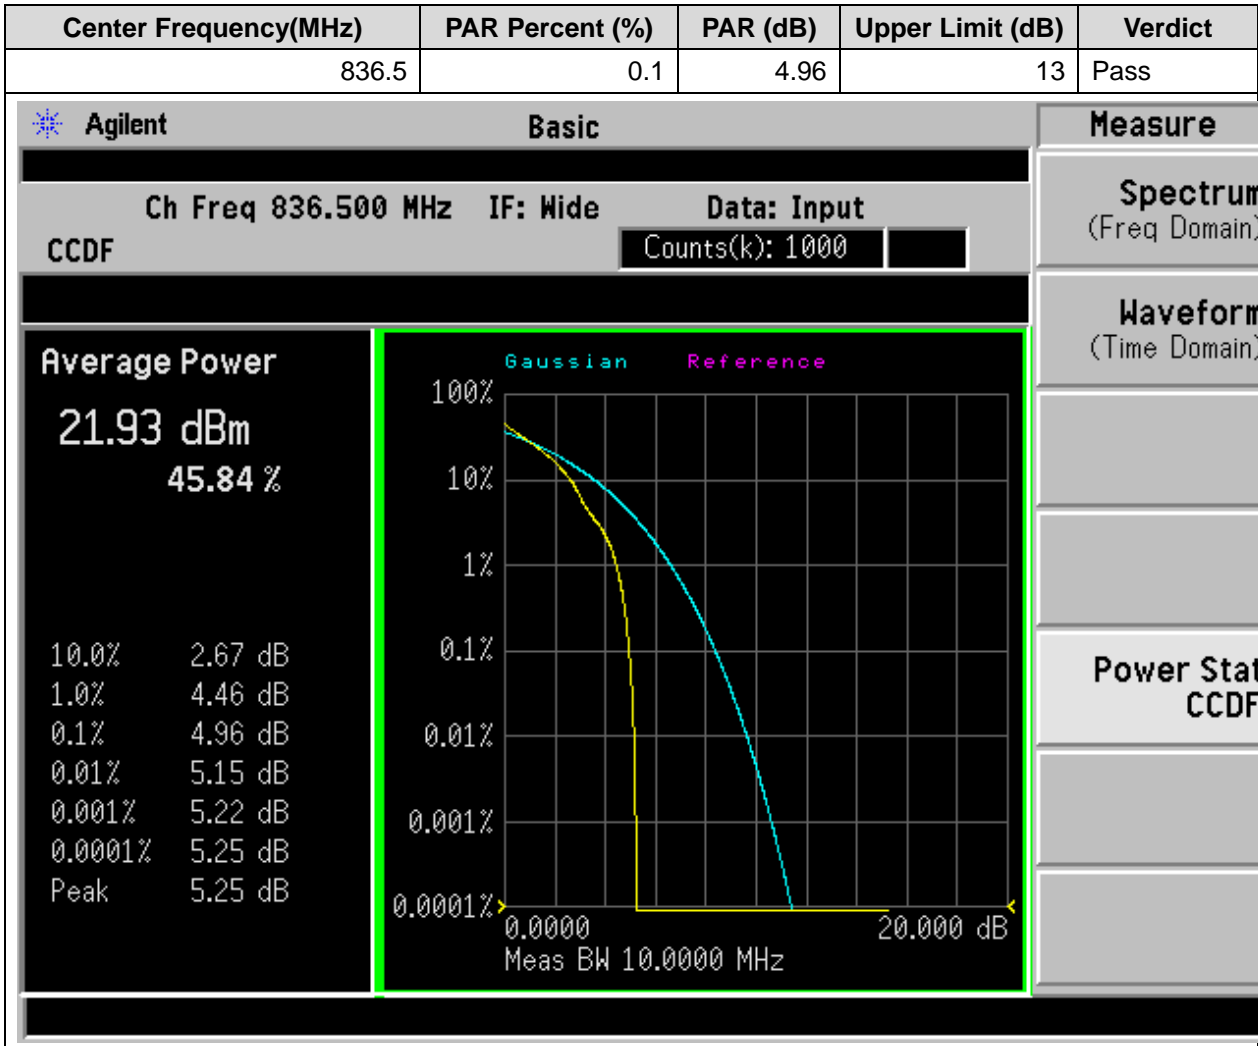 Center Frequency(MHz) PAR Percent (%) PAR (dB) Upper Limit (dB) Verdict
836.5 0.1 4.96 13 Pass
Agilent Basic Measure
Ch Freq 836.500 MHz IF: Wide Data: Input
CCDF Counts(k): 1000
Spectrum
(Freq Domain)
Waveform
(Time Domain)
Power Stat
CCDF
Average Power
21.93 dBm
45.84 %
10.0% 2.67 dB
1.0% 4.46 dB
0.1% 4.96 dB
0.01% 5.15 dB
0.001% 5.22 dB
0.0001% 5.25 dB
Peak 5.25 dB
Gaussian Reference
100%
10%
1%
0.1%
0.01%
0.001%
0.0001%
0.0000 20.000 dB
Meas BW 10.0000 MHz